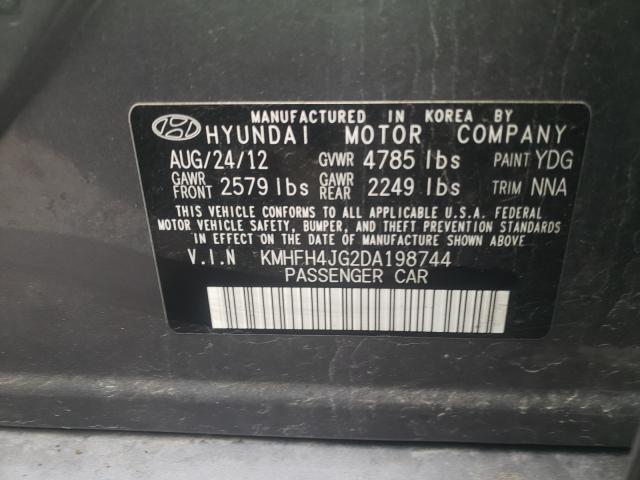 MANUFACTURED IN KOREA BY
HYUNDAI MOTOR COMPANY
AUG/24/12 GVWR 4785 lbs PAINT YDG
GAWR FRONT 2579 lbs GAWR REAR 2249 lbs TRIM NNA
THIS VEHICLE CONFORMS TO ALL APPLICABLE U.S.A. FEDERAL
MOTOR VEHICLE SAFETY, BUMPER, AND THEFT PREVENTION STANDARDS
IN EFFECT ON THE DATE OF MANUFACTURE SHOWN ABOVE.
V.I.N KMHFH4JG2DA198744
PASSENGER CAR